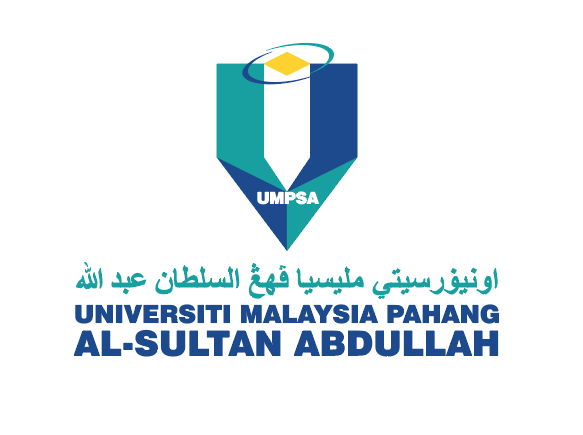 UMPSA
اونيۏرسيتي مليسيا ڤهڠ السلطان عبد الله
UNIVERSITI MALAYSIA PAHANG
AL-SULTAN ABDULLAH